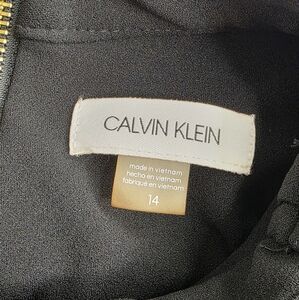 CALVIN KLEIN
made in vietnam
hecho en vietnam
fabriqué en vietnam
14